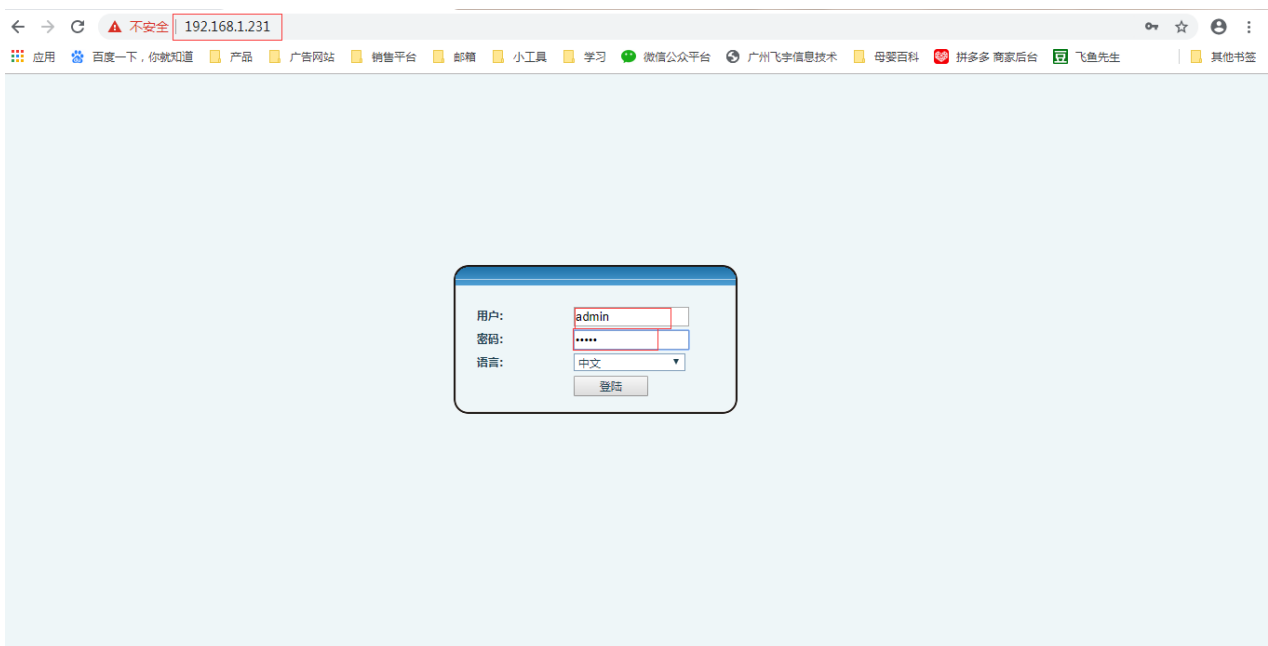 不安全 192.168.1.231
应用 百度一下，你就知道 产品 广告网站 销售平台 邮箱 小工具 学习 微信公众平台 广州飞宇信息技术 母婴百科 拼多多 商家后台 豆 飞鱼先生 其他书签
用户: admin
密码: •••••
语言: 中文
登陆